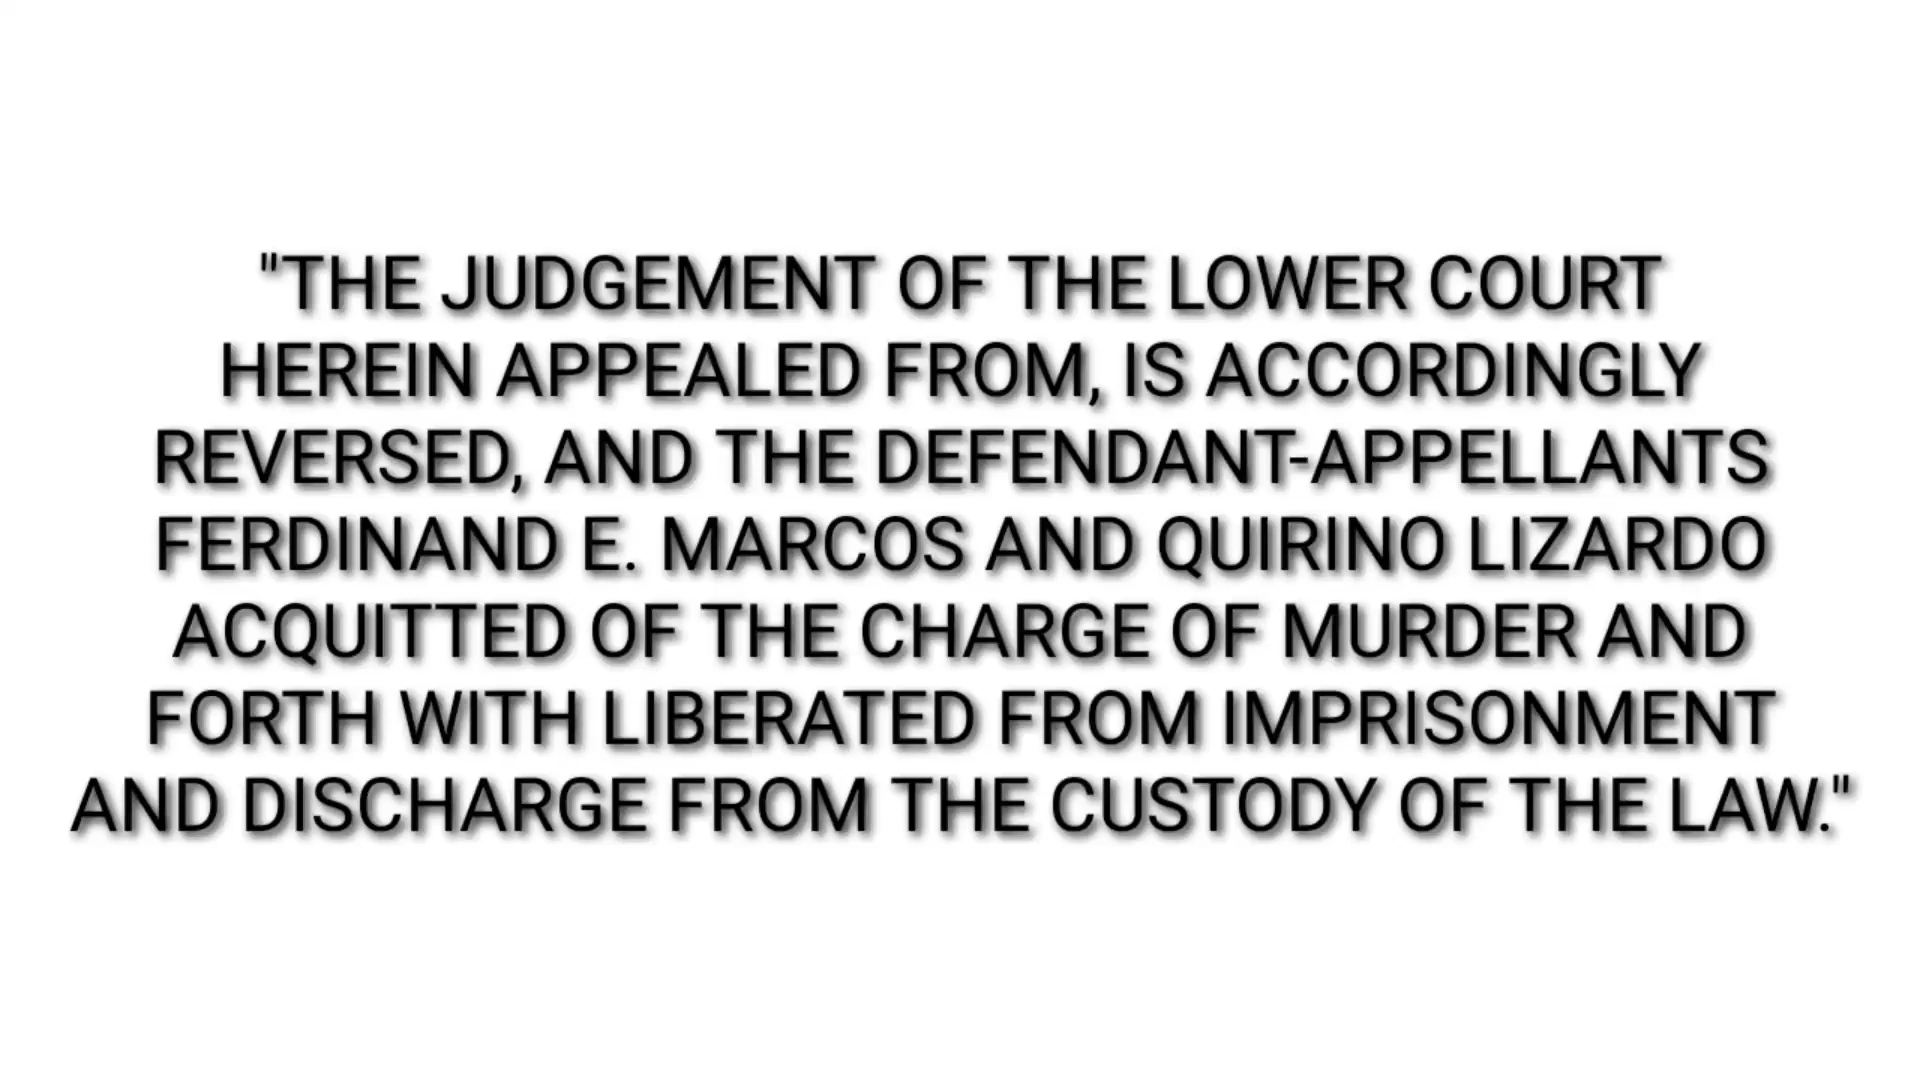 "THE JUDGEMENT OF THE LOWER COURT
HEREIN APPEALED FROM, IS ACCORDINGLY
REVERSED, AND THE DEFENDANT-APPELLANTS
FERDINAND E. MARCOS AND QUIRINO LIZARDO
ACQUITTED OF THE CHARGE OF MURDER AND
FORTH WITH LIBERATED FROM IMPRISONMENT
AND DISCHARGE FROM THE CUSTODY OF THE LAW."